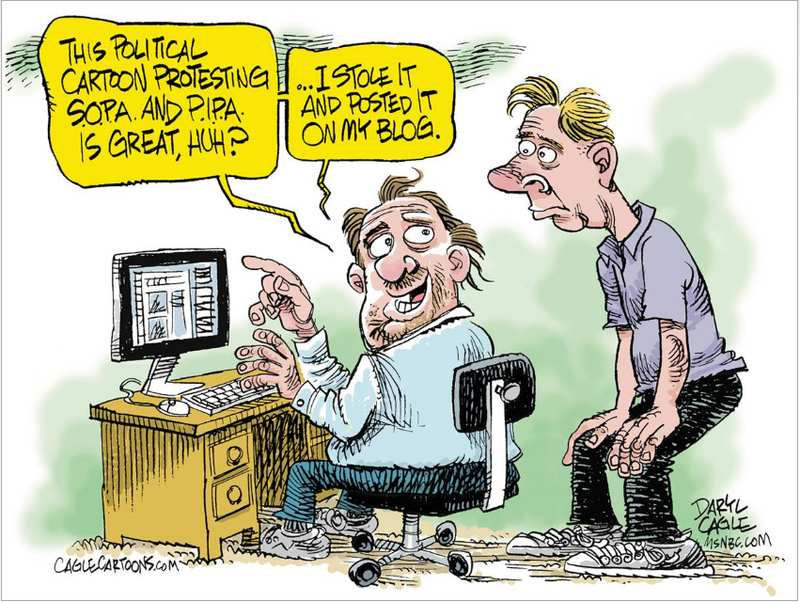 THIS POLITICAL
CARTOON PROTESTING
S.O.P.A. AND P.I.P.A.
IS GREAT, HUH?
...I STOLE IT
AND POSTED IT
ON MY BLOG.
DARYL
CAGLE
MSNBC.COM
CAGLECARTOONS.COM